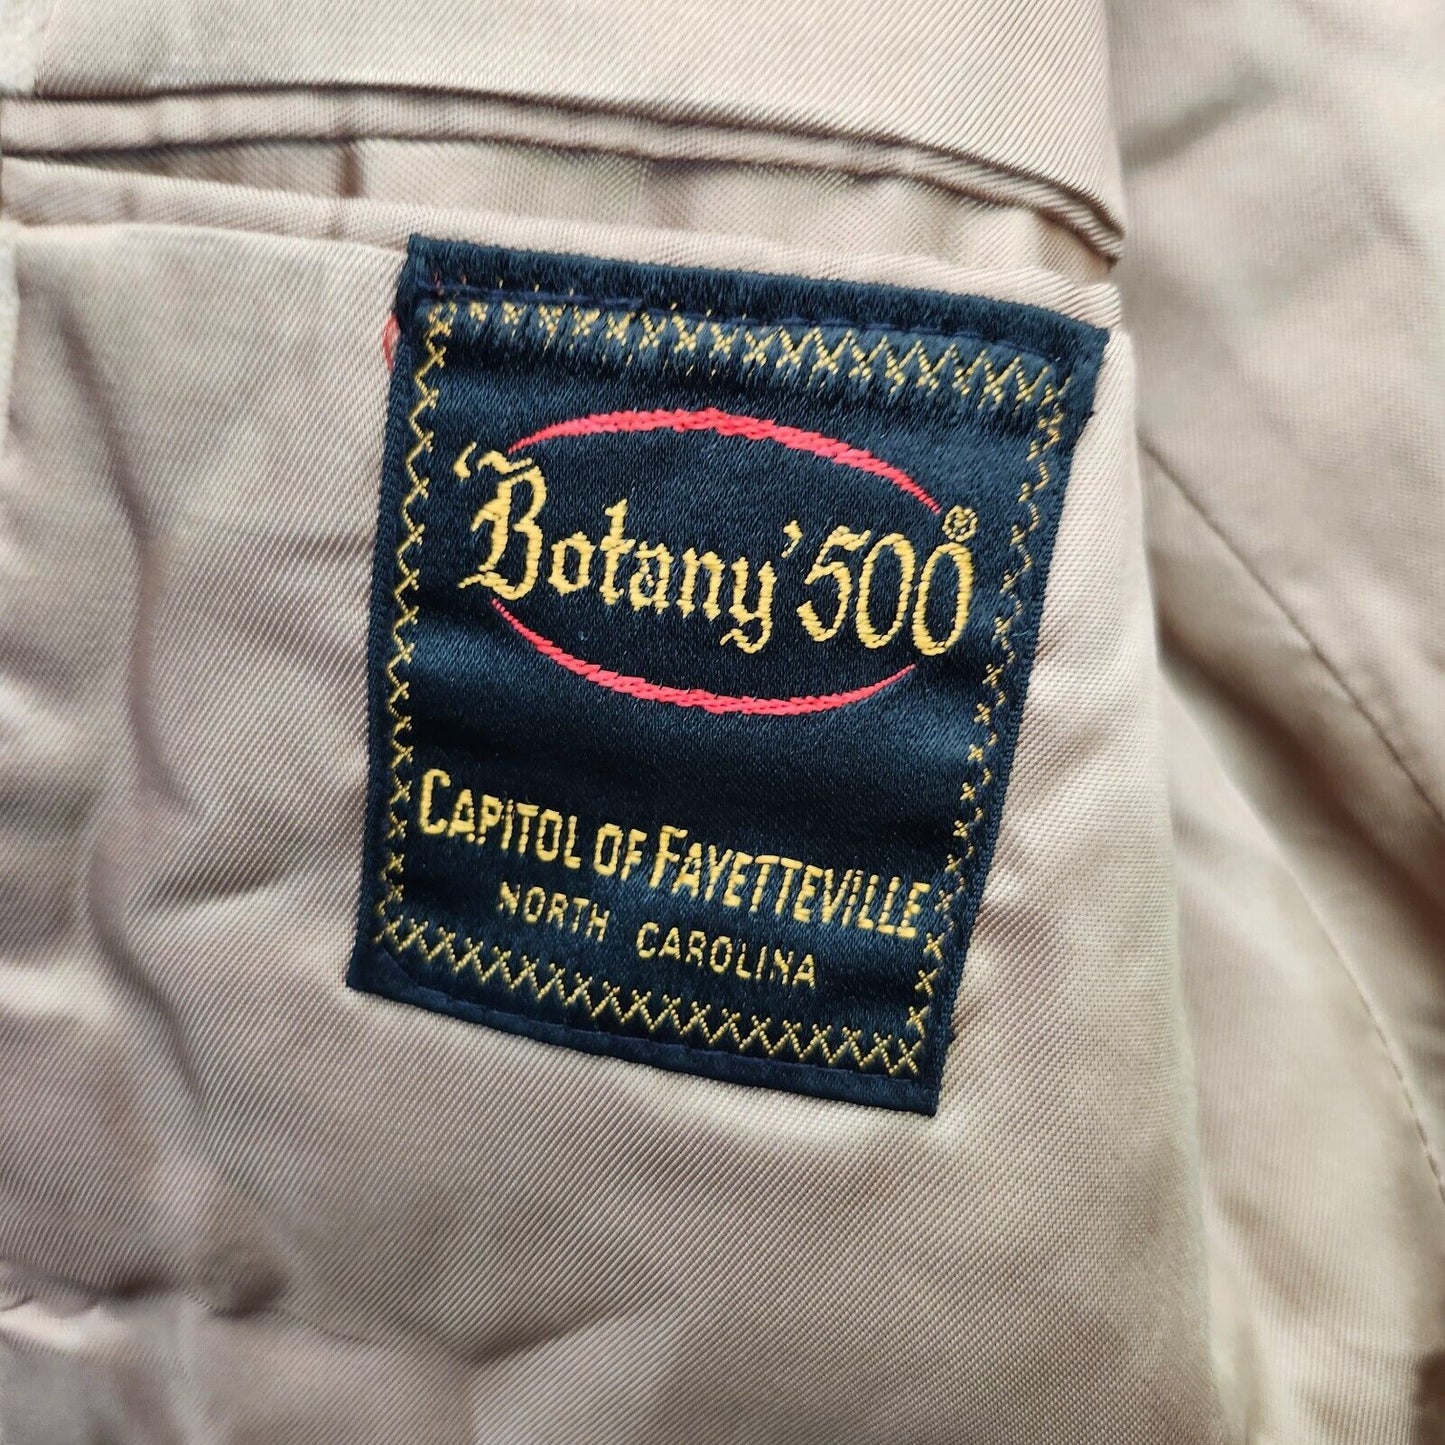 'Botany' 500®
CAPITOL OF FAYETTEVILLE
NORTH CAROLINA